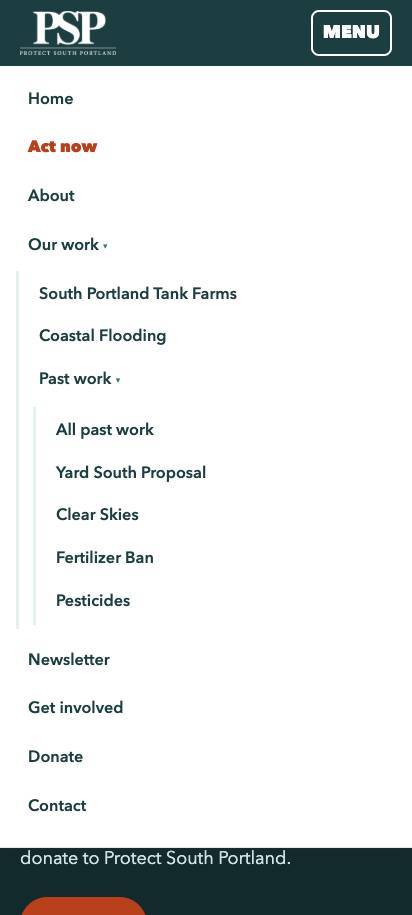 PSP
PROTECT SOUTH PORTLAND
MENU
Home
Act now
About
Our work ▾
South Portland Tank Farms
Coastal Flooding
Past work ▾
All past work
Yard South Proposal
Clear Skies
Fertilizer Ban
Pesticides
Newsletter
Get involved
Donate
Contact
donate to Protect South Portland.